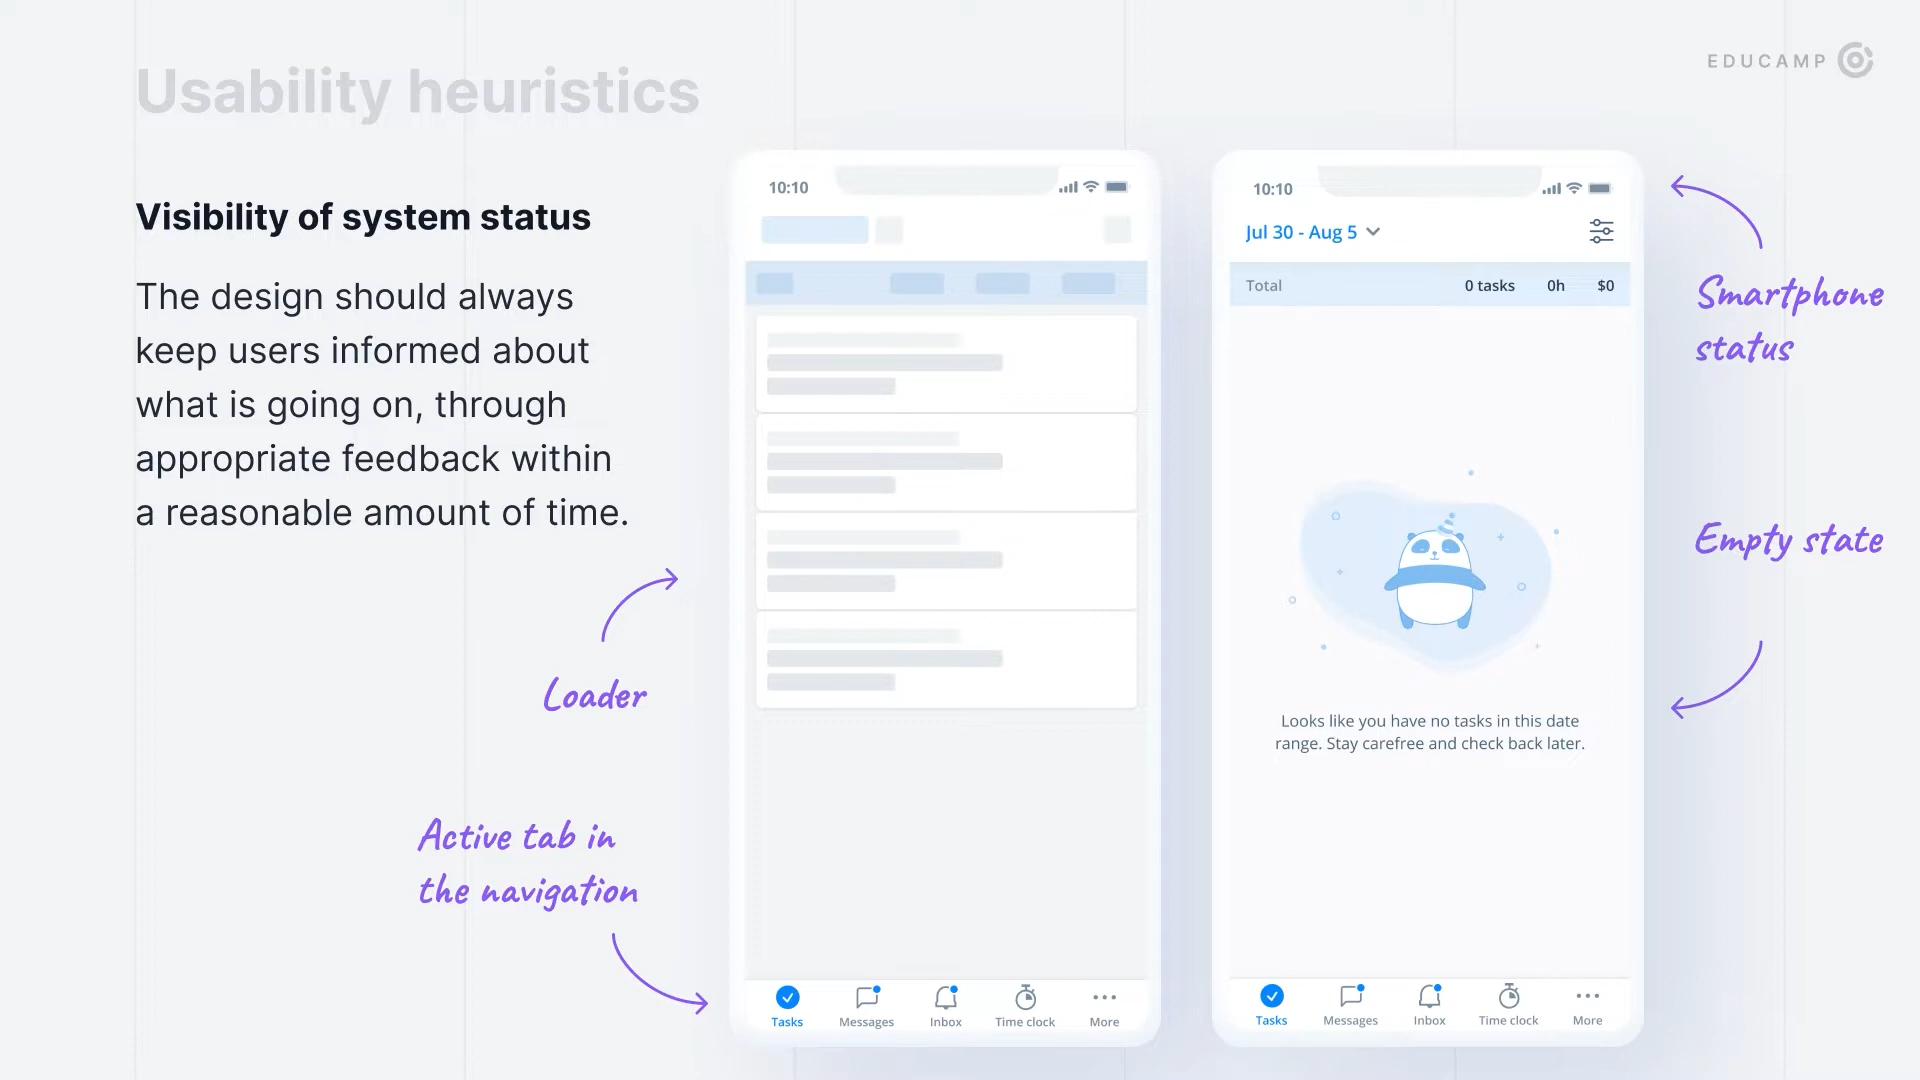 Usability heuristics
EDUCAMP
Visibility of system status
The design should always
keep users informed about
what is going on, through
appropriate feedback within
a reasonable amount of time.
Loader
Active tab in
the navigation
10:10
Tasks
Messages
Inbox
Time clock
More
10:10
Jul 30 - Aug 5
Total 0 tasks 0h $0
Looks like you have no tasks in this date
range. Stay carefree and check back later.
Tasks
Messages
Inbox
Time clock
More
Smartphone
status
Empty state